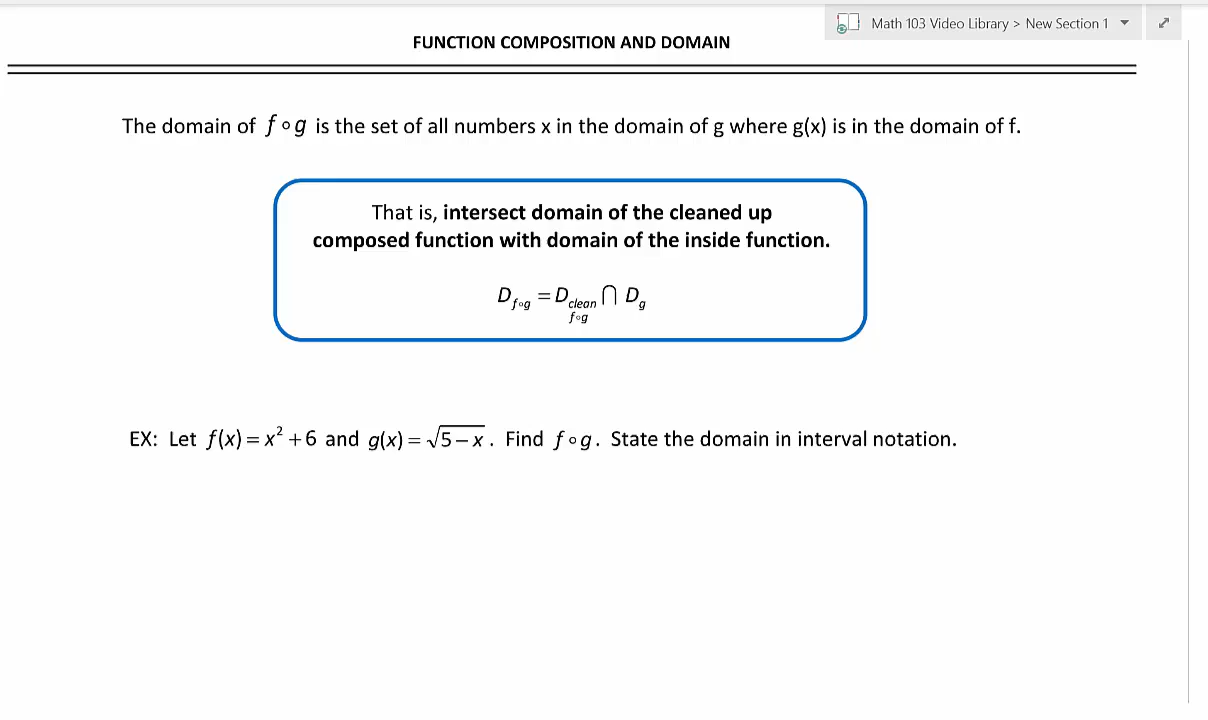 Math 103 Video Library > New Section 1
FUNCTION COMPOSITION AND DOMAIN
The domain of f∘g is the set of all numbers x in the domain of g where g(x) is in the domain of f.
That is, intersect domain of the cleaned up
composed function with domain of the inside function.
D_{f∘g} = D_{clean f∘g} ∩ D_g
EX: Let f(x) = x² + 6 and g(x) = √(5 − x). Find f∘g. State the domain in interval notation.